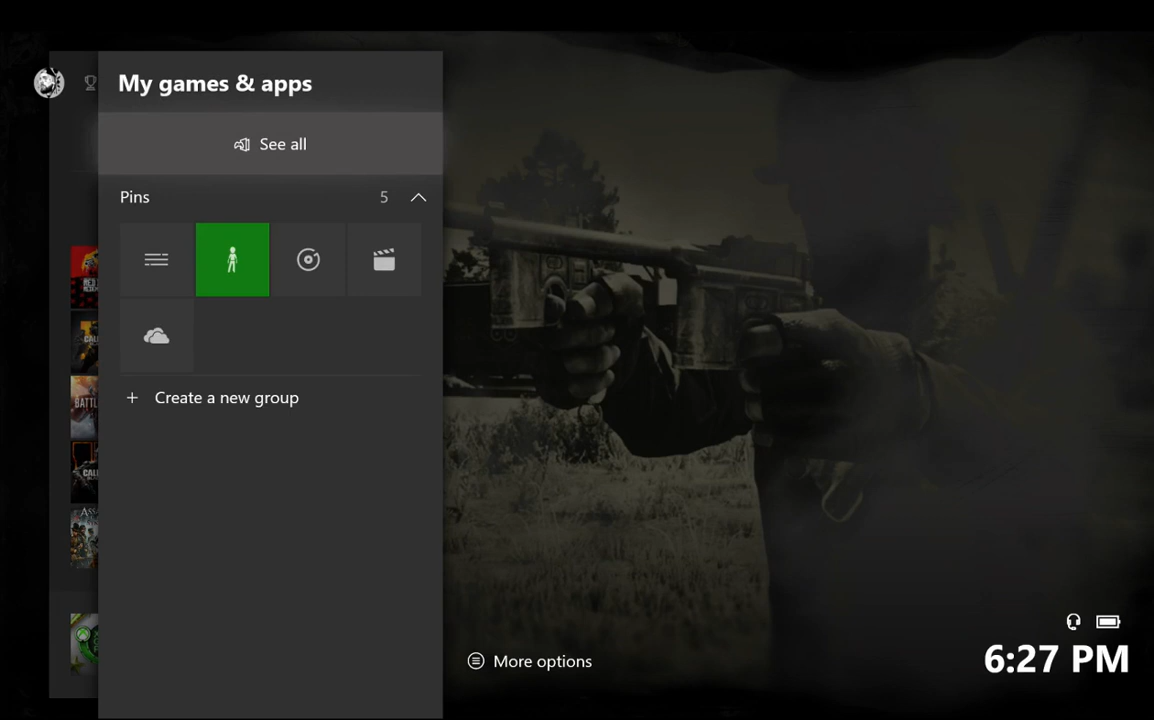 My games & apps
See all
Pins
5
Create a new group
More options
6:27 PM